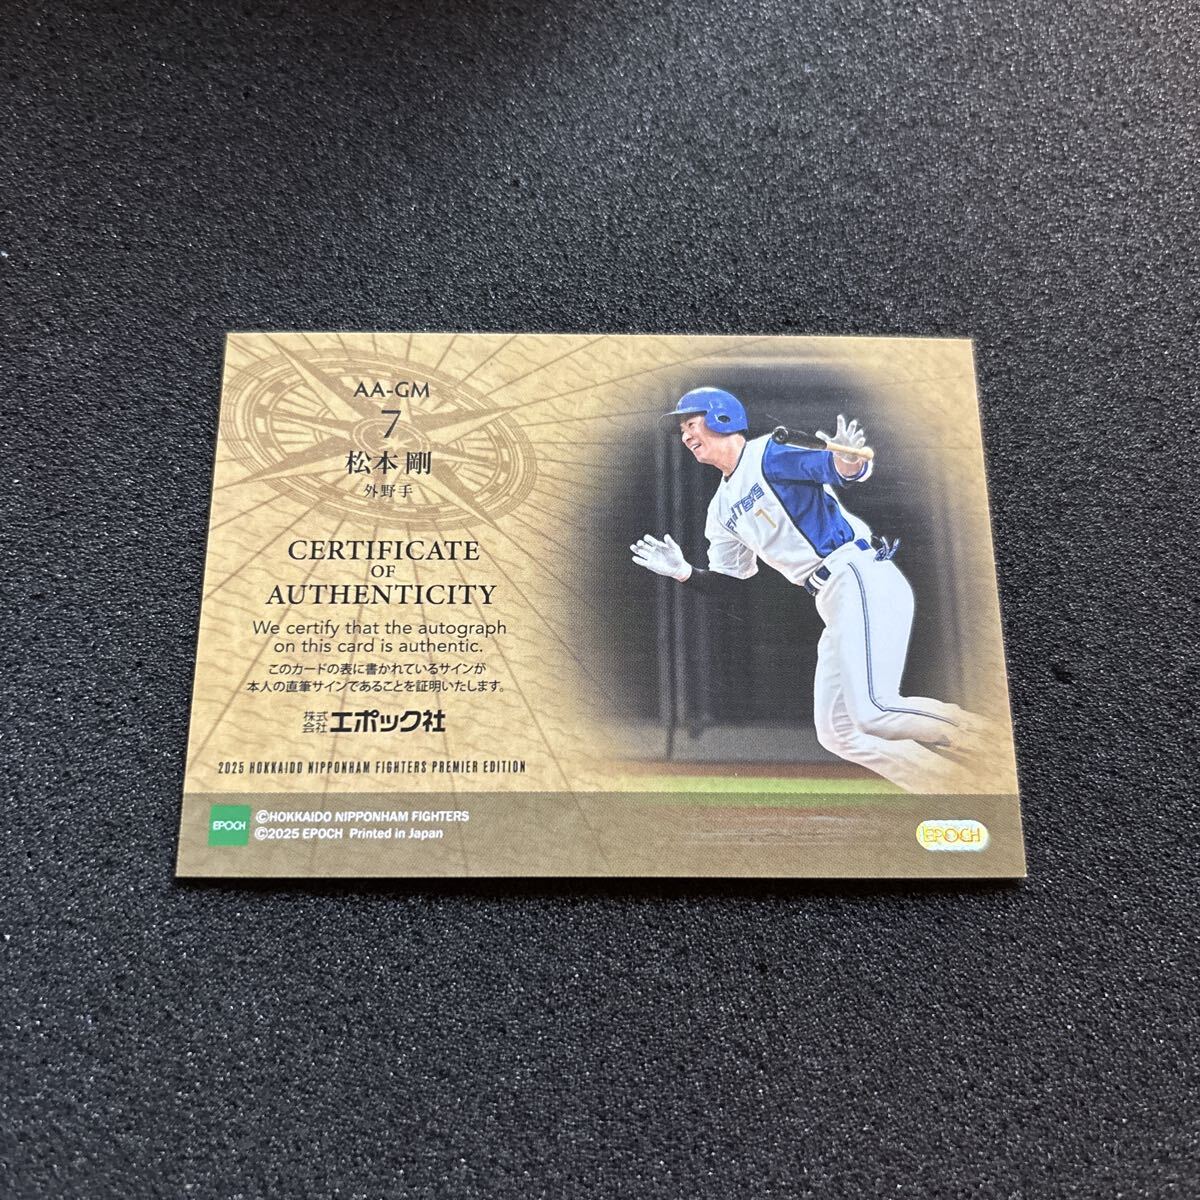 AA-GM
7
松本 剛
外野手
CERTIFICATE
OF
AUTHENTICITY
We certify that the autograph
on this card is authentic.
このカードの表に書かれているサインが
本人の直筆サインであることを証明いたします。
株式会社 エポック社
2025 HOKKAIDO NIPPONHAM FIGHTERS PREMIER EDITION
EPOCH
©HOKKAIDO NIPPONHAM FIGHTERS
©2025 EPOCH Printed in Japan
EPOCH
FIGHTERS
7